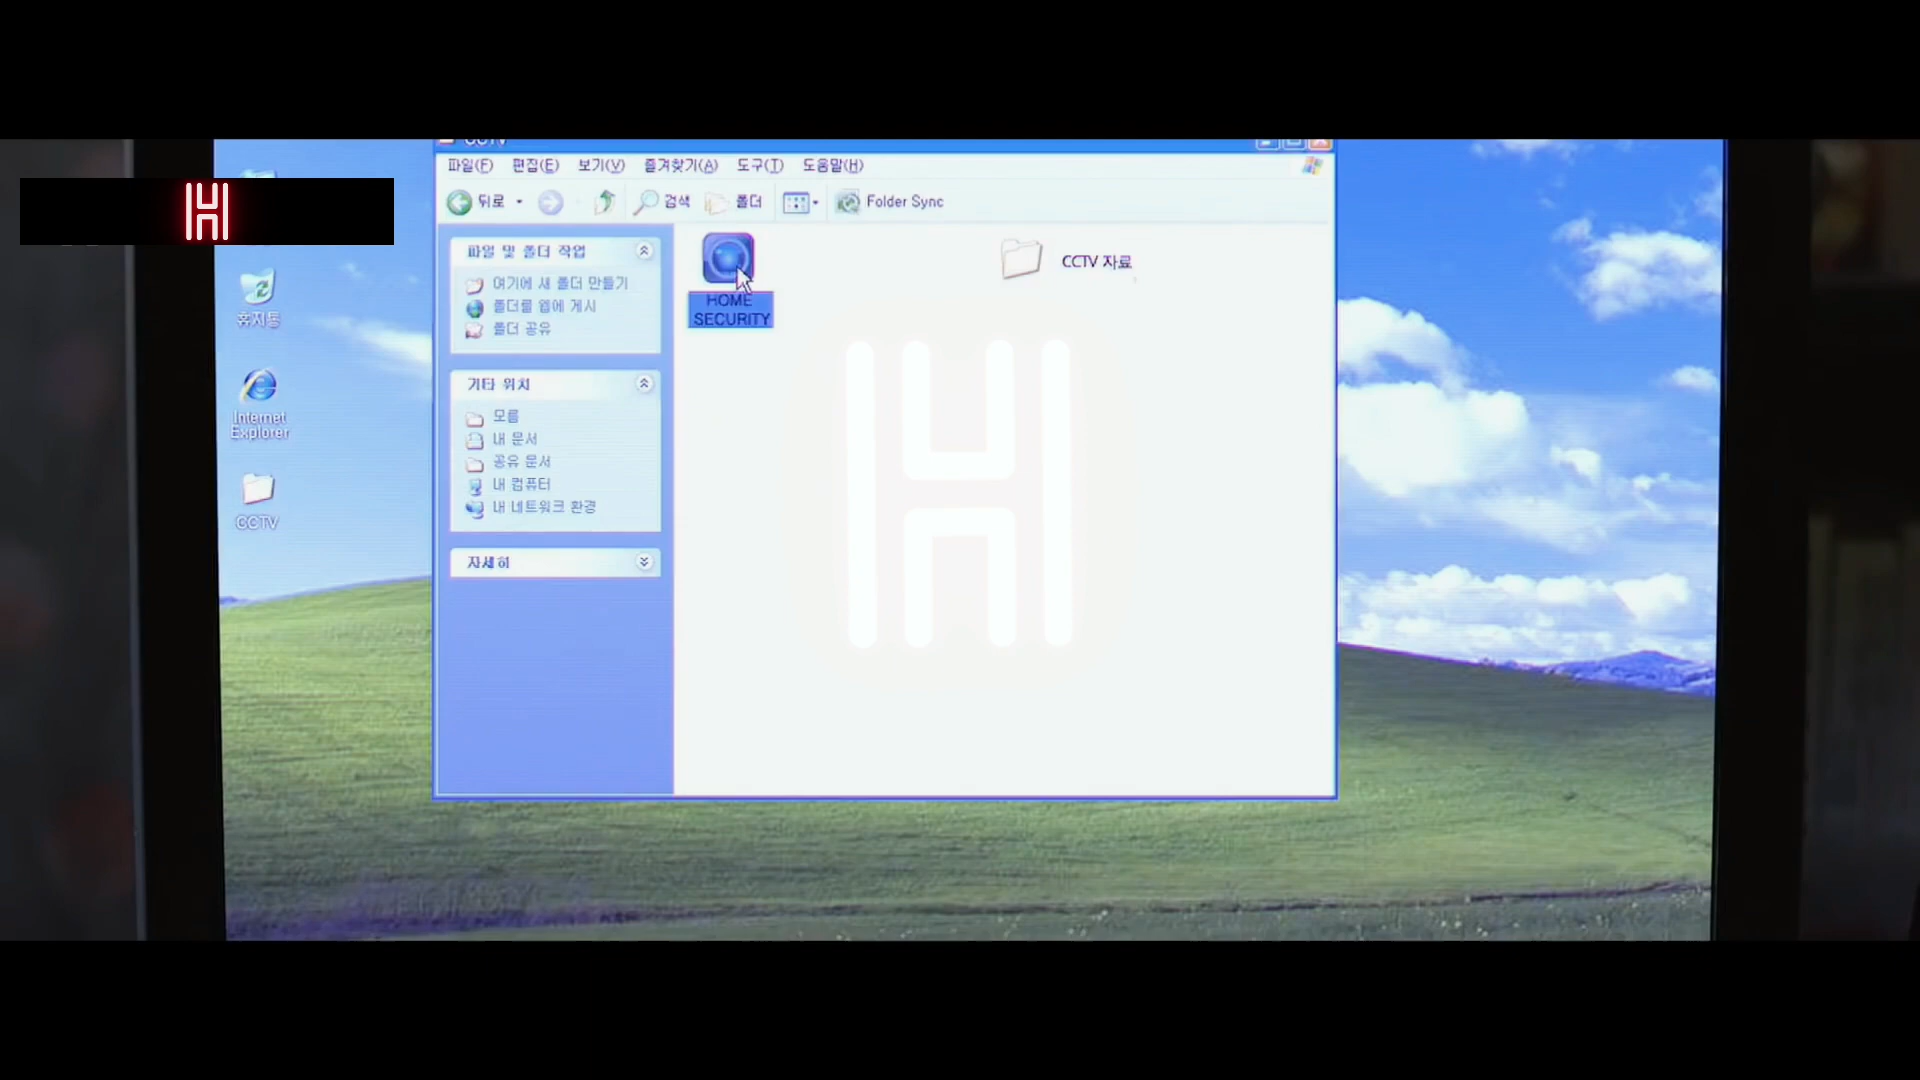 CCTV
파일(F) 편집(E) 보기(V) 즐겨찾기(A) 도구(T) 도움말(H)
뒤로 검색 폴더 Folder Sync
파일 및 폴더 작업
여기에 새 폴더 만들기
폴더를 웹에 게시
폴더 공유
기타 위치
모름
내 문서
공유 문서
내 컴퓨터
내 네트워크 환경
자세히
HOME
SECURITY
CCTV 자료
휴지통
Internet
Explorer
CCTV
H
H